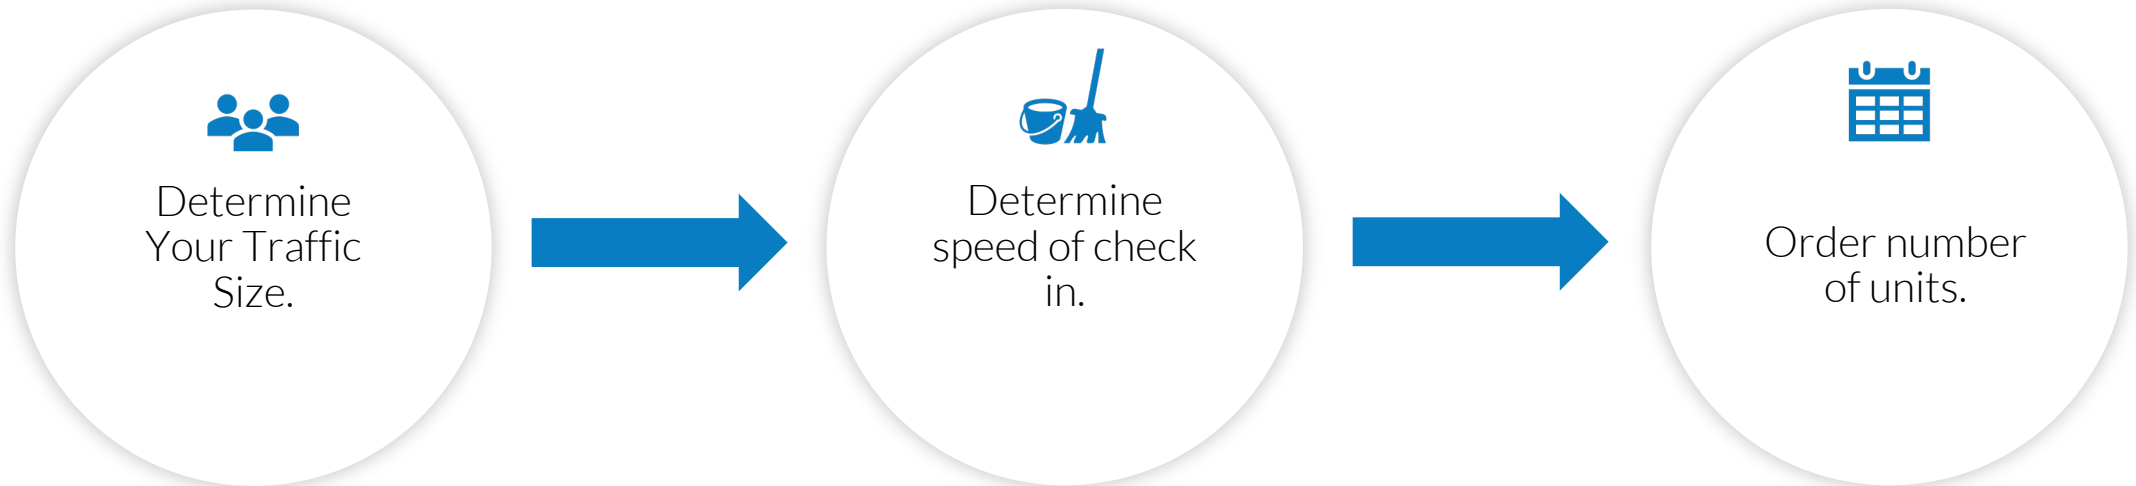 Determine
Your Traffic
Size.
Determine
speed of check
in.
Order number
of units.